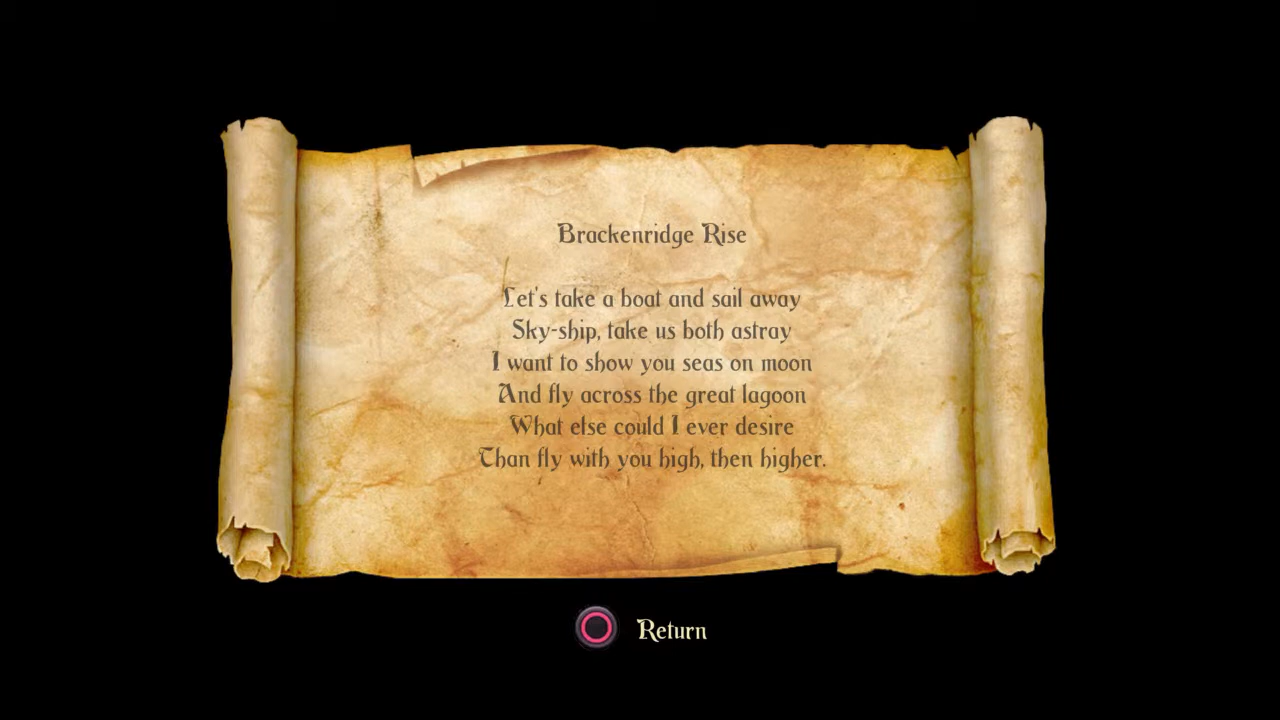 Brackenridge Rise
Let's take a boat and sail away
Sky-ship, take us both astray
I want to show you seas on moon
And fly across the great lagoon
What else could I ever desire
Than fly with you high, then higher.
Return